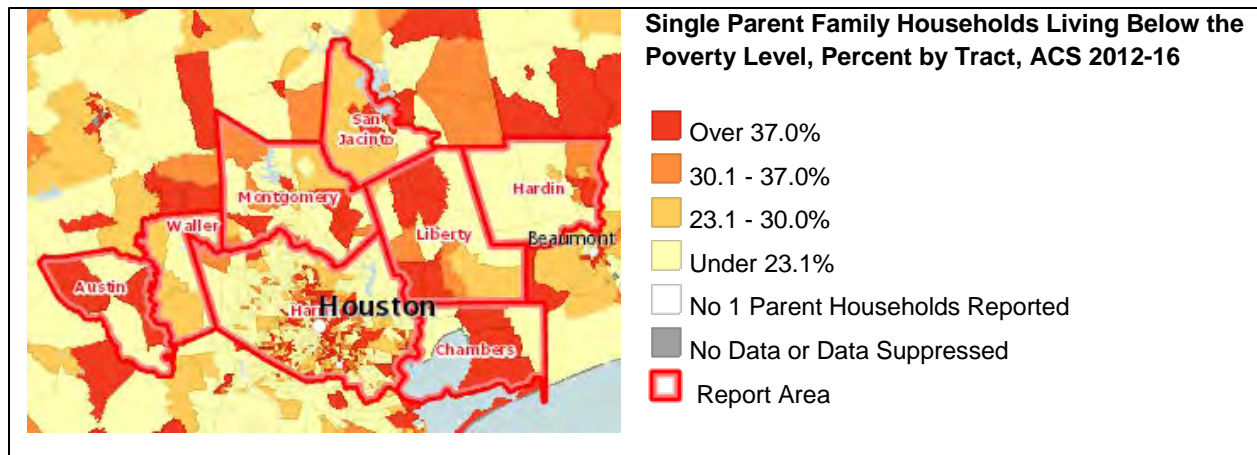 Single Parent Family Households Living Below the
Poverty Level, Percent by Tract, ACS 2012-16
Over 37.0%
30.1 - 37.0%
23.1 - 30.0%
Under 23.1%
No 1 Parent Households Reported
No Data or Data Suppressed
Report Area
San
Jacinto
Hardin
Montgomery
Waller
Liberty
Beaumont
Austin
Houston
Chambers